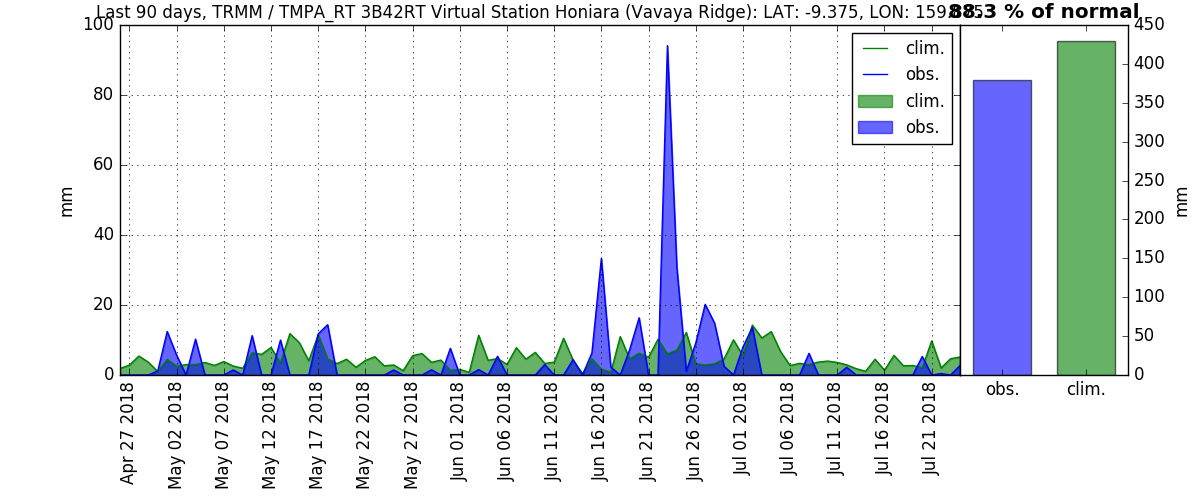 Last 90 days, TRMM / TMPA_RT 3B42RT Virtual Station Honiara (Vavaya Ridge): LAT: -9.375, LON:
88.3 % of normal
100
80
60
40
20
0
mm
clim.
obs.
clim.
obs.
450
400
350
300
250
200
150
100
50
0
mm
obs.
clim.
Apr 27 2018
May 02 2018
May 07 2018
May 12 2018
May 17 2018
May 22 2018
May 27 2018
Jun 01 2018
Jun 06 2018
Jun 11 2018
Jun 16 2018
Jun 21 2018
Jun 26 2018
Jul 01 2018
Jul 06 2018
Jul 11 2018
Jul 16 2018
Jul 21 2018